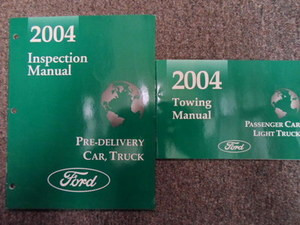 2004
Inspection
Manual
PRE-DELIVERY
CAR, TRUCK
Ford
2004
Towing
Manual
PASSENGER CAR
LIGHT TRUCK
Ford